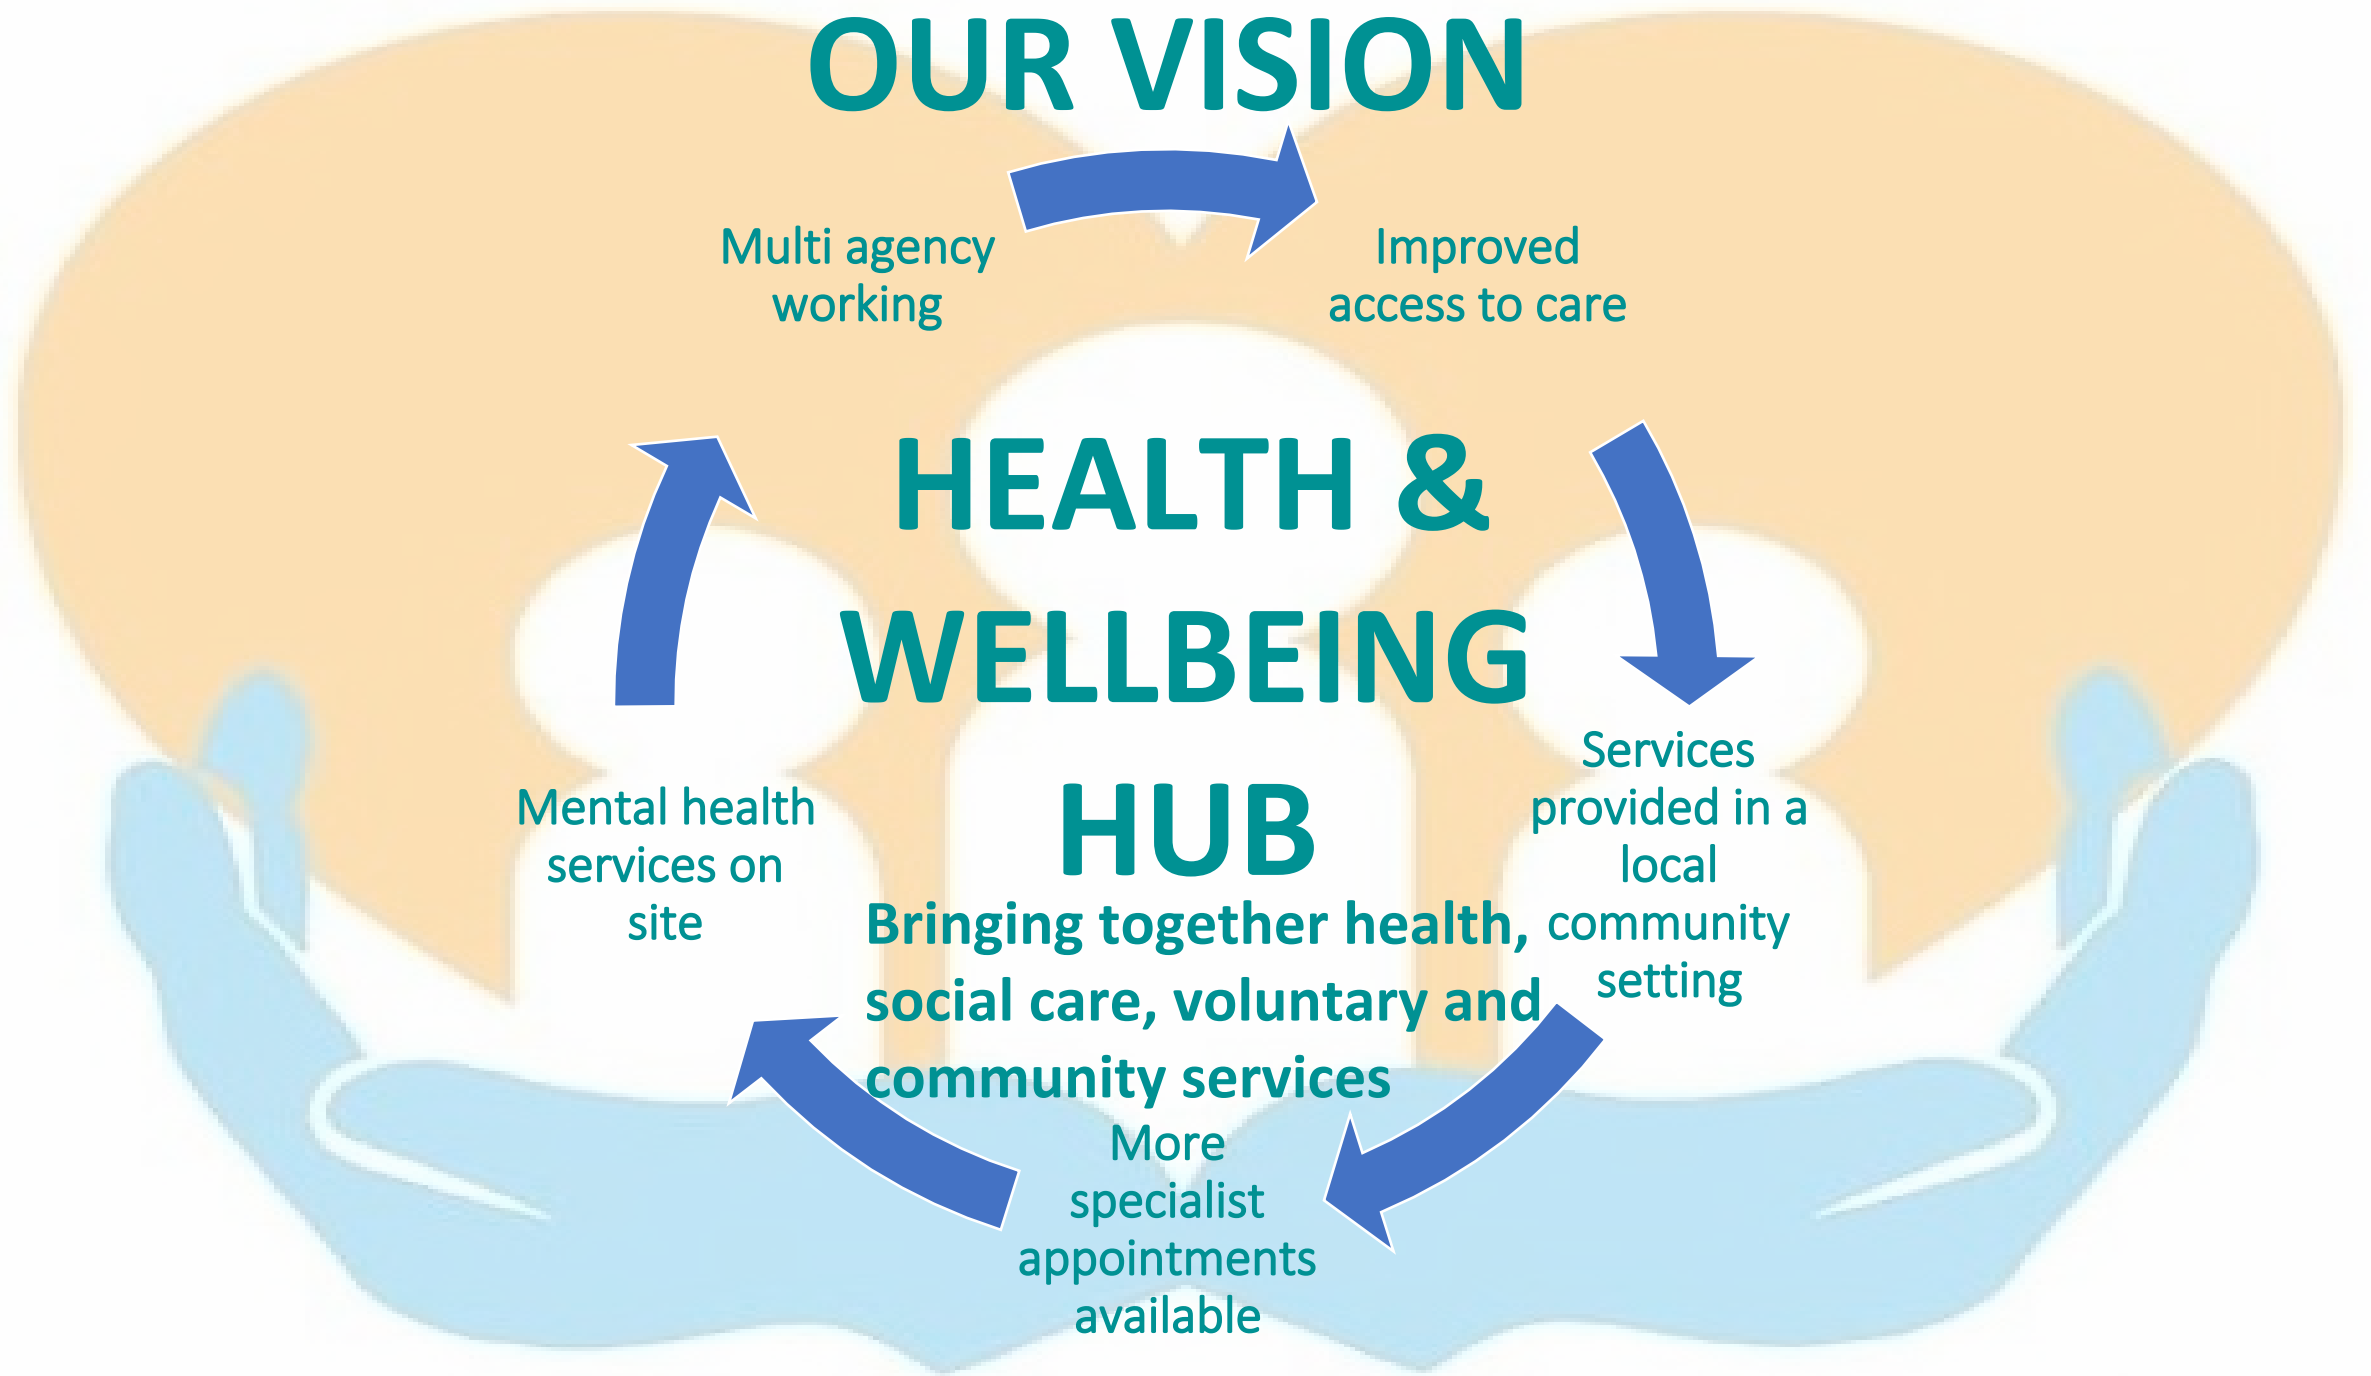 OUR VISION
Multi agency
working
Improved
access to care
HEALTH &
WELLBEING
HUB
Bringing together health,
social care, voluntary and
community services
Services
provided in a
local
community
setting
More
specialist
appointments
available
Mental health
services on
site